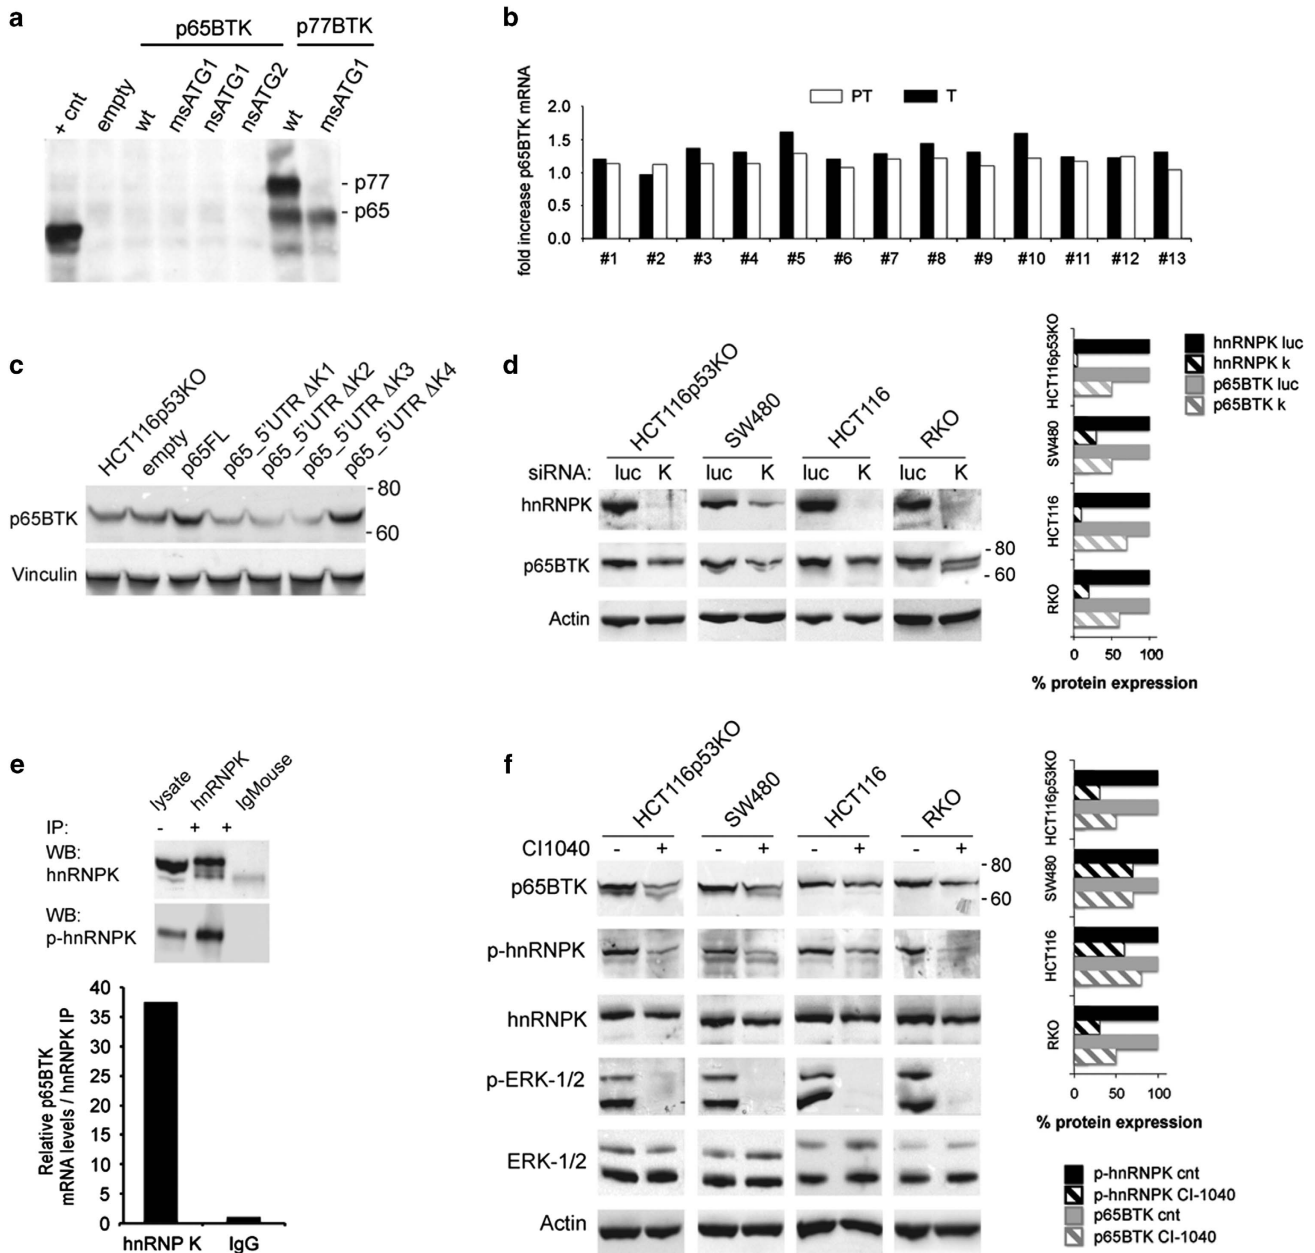 a
p65BTK
p77BTK
+ cnt
empty
wt
msATG1
nsATG1
nsATG2
wt
msATG1
- p77
- p65
b
PT
T
fold increase p65BTK mRNA
2.0
1.5
1.0
0.5
0.0
#1 #2 #3 #4 #5 #6 #7 #8 #9 #10 #11 #12 #13
c
HCT116p53KO
empty
p65FL
p65_5'UTR ΔK1
p65_5'UTR ΔK2
p65_5'UTR ΔK3
p65_5'UTR ΔK4
p65BTK
- 80
- 60
Vinculin
d
HCT116p53KO
SW480
HCT116
RKO
siRNA: luc K luc K luc K luc K
hnRNPK
p65BTK
- 80
- 60
Actin
HCT116p53KO
SW480
HCT116
RKO
0 50 100
% protein expression
hnRNPK luc
hnRNPK k
p65BTK luc
p65BTK k
e
lysate
hnRNPK
IgMouse
IP: - + +
WB:
hnRNPK
WB:
p-hnRNPK
Relative p65BTK
mRNA levels / hnRNPK IP
40
35
30
25
20
15
10
5
0
hnRNP K IgG
f
HCT116p53KO
SW480
HCT116
RKO
CI1040 - + - + - + - +
p65BTK
- 80
- 60
p-hnRNPK
hnRNPK
p-ERK-1/2
ERK-1/2
Actin
HCT116p53KO
SW480
HCT116
RKO
0 50 100
% protein expression
p-hnRNPK cnt
p-hnRNPK CI-1040
p65BTK cnt
p65BTK CI-1040